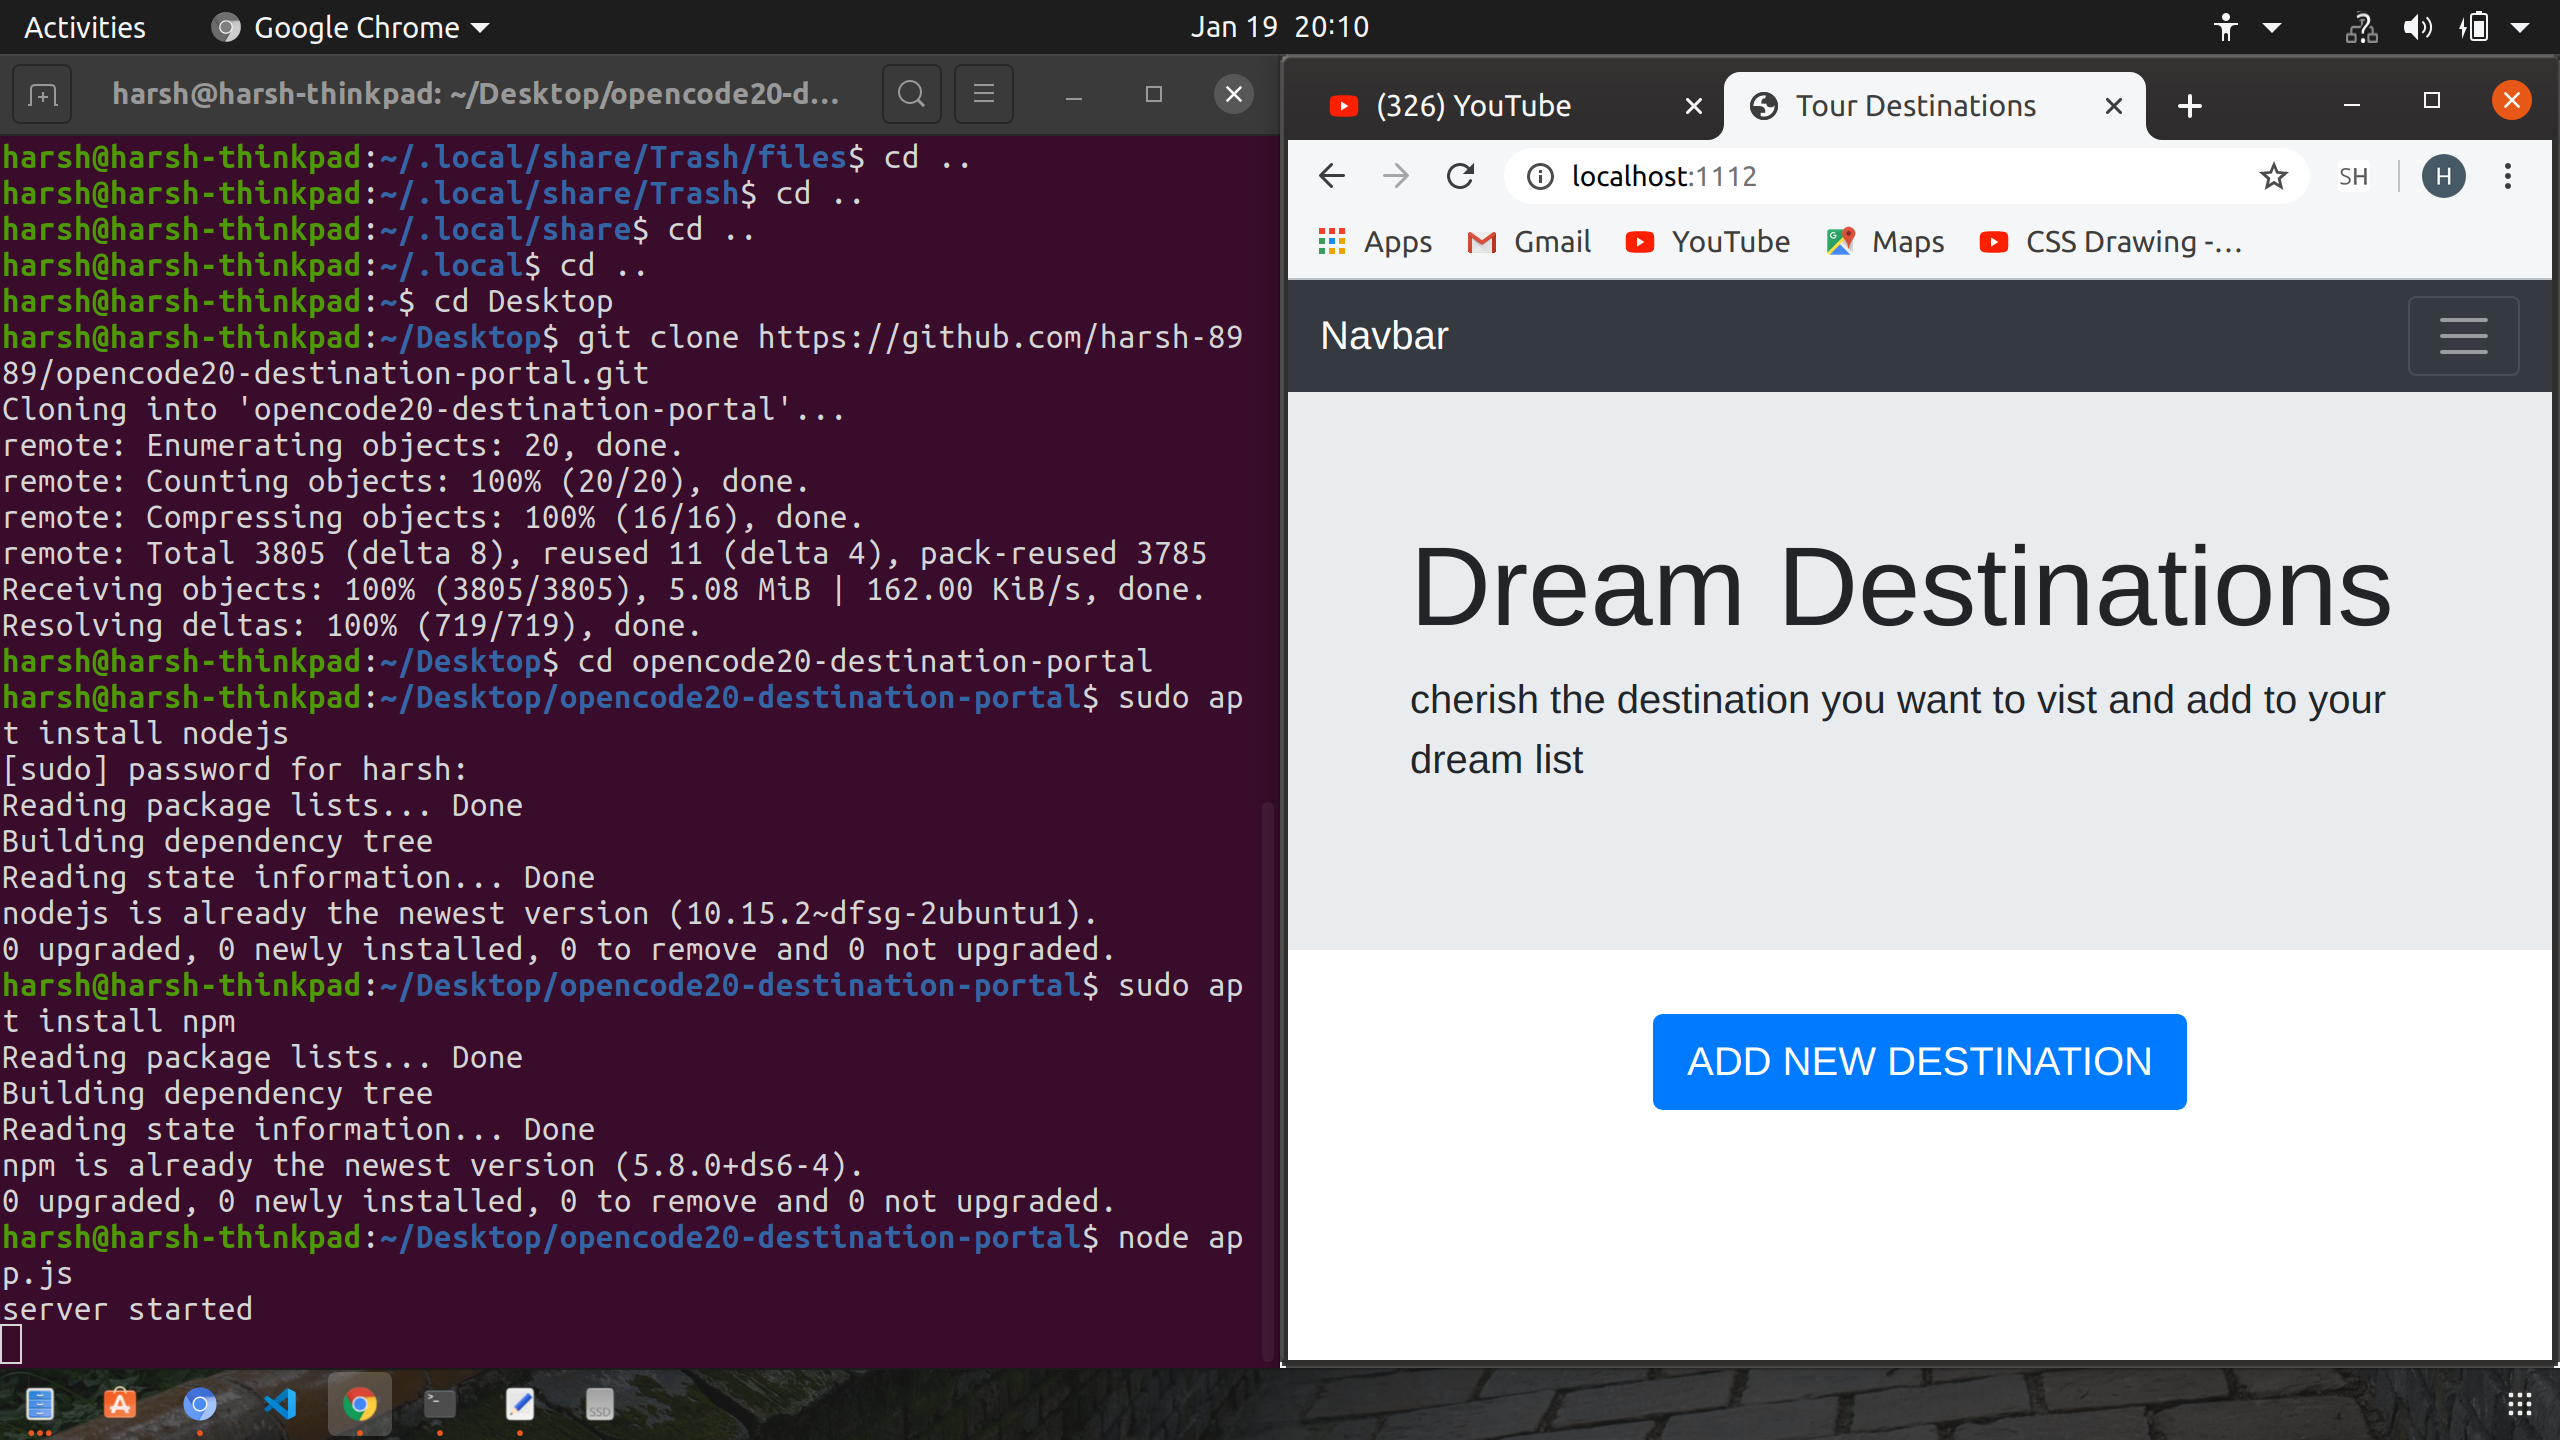 Activities Google Chrome Jan 19 20:10
harsh@harsh-thinkpad: ~/Desktop/opencode20-d...
harsh@harsh-thinkpad:~/.local/share/Trash/files$ cd ..
harsh@harsh-thinkpad:~/.local/share/Trash$ cd ..
harsh@harsh-thinkpad:~/.local/share$ cd ..
harsh@harsh-thinkpad:~/.local$ cd ..
harsh@harsh-thinkpad:~$ cd Desktop
harsh@harsh-thinkpad:~/Desktop$ git clone https://github.com/harsh-89
89/opencode20-destination-portal.git
Cloning into 'opencode20-destination-portal'...
remote: Enumerating objects: 20, done.
remote: Counting objects: 100% (20/20), done.
remote: Compressing objects: 100% (16/16), done.
remote: Total 3805 (delta 8), reused 11 (delta 4), pack-reused 3785
Receiving objects: 100% (3805/3805), 5.08 MiB | 162.00 KiB/s, done.
Resolving deltas: 100% (719/719), done.
harsh@harsh-thinkpad:~/Desktop$ cd opencode20-destination-portal
harsh@harsh-thinkpad:~/Desktop/opencode20-destination-portal$ sudo ap
t install nodejs
[sudo] password for harsh:
Reading package lists... Done
Building dependency tree
Reading state information... Done
nodejs is already the newest version (10.15.2~dfsg-2ubuntu1).
0 upgraded, 0 newly installed, 0 to remove and 0 not upgraded.
harsh@harsh-thinkpad:~/Desktop/opencode20-destination-portal$ sudo ap
t install npm
Reading package lists... Done
Building dependency tree
Reading state information... Done
npm is already the newest version (5.8.0+ds6-4).
0 upgraded, 0 newly installed, 0 to remove and 0 not upgraded.
harsh@harsh-thinkpad:~/Desktop/opencode20-destination-portal$ node ap
p.js
server started
(326) YouTube Tour Destinations
localhost:1112 SH H
Apps Gmail YouTube Maps CSS Drawing -...
Navbar
Dream Destinations
cherish the destination you want to vist and add to your
dream list
ADD NEW DESTINATION
SSD